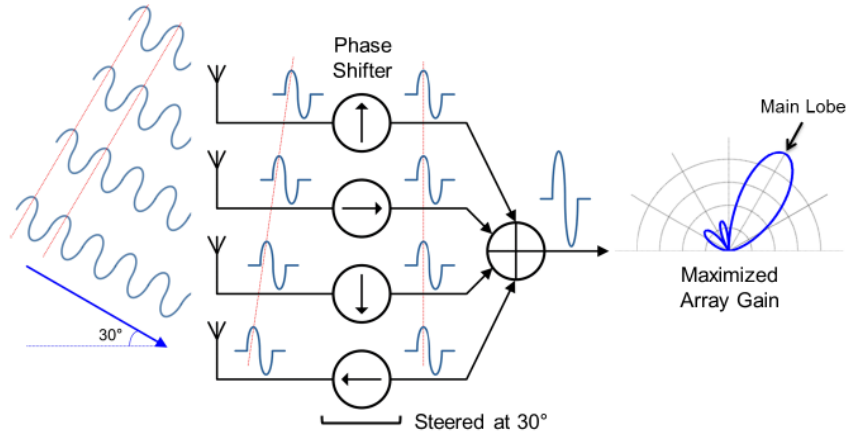 Phase
Shifter
Main Lobe
Maximized
Array Gain
30°
Steered at 30°